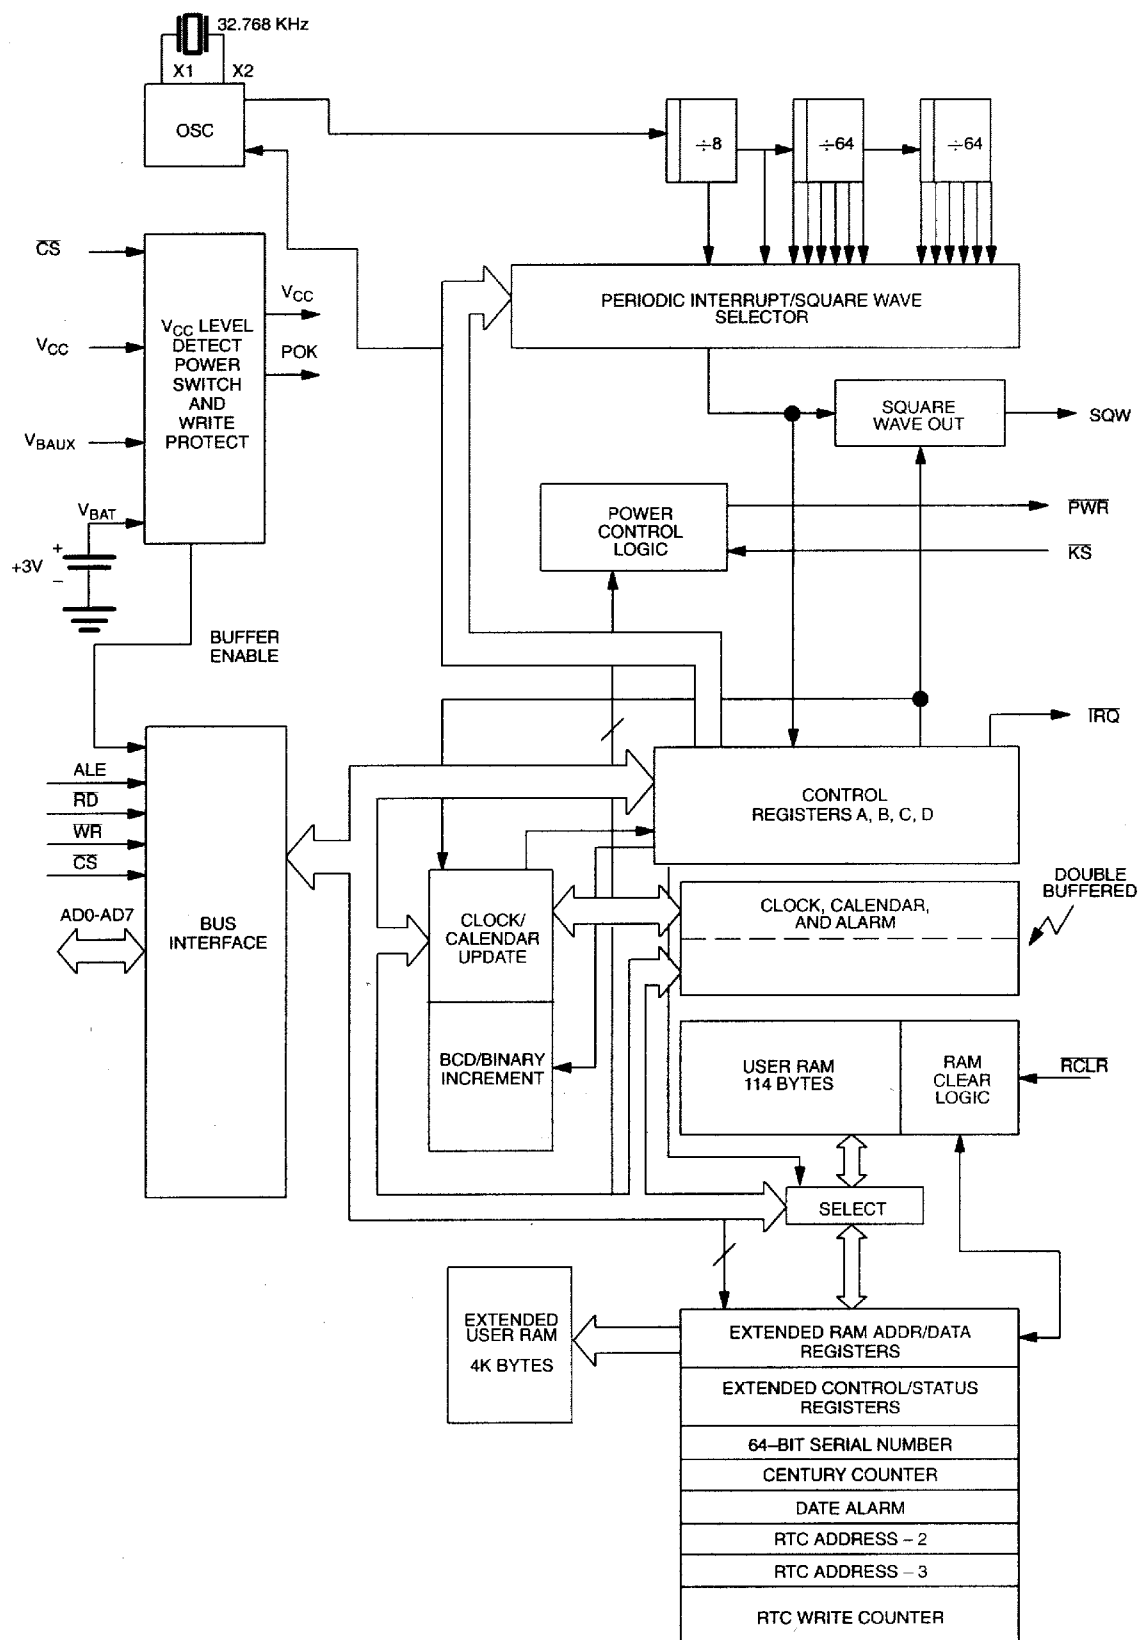 32.768 KHz
X1
X2
OSC
÷8
÷64
÷64
CS
VCC
VBAUX
VBAT
+
+3V
–
VCC LEVEL
DETECT
POWER
SWITCH
AND
WRITE
PROTECT
VCC
POK
PERIODIC INTERRUPT/SQUARE WAVE
SELECTOR
SQUARE
WAVE OUT
SQW
POWER
CONTROL
LOGIC
PWR
KS
BUFFER
ENABLE
IRQ
ALE
RD
WR
CS
AD0-AD7
BUS
INTERFACE
CONTROL
REGISTERS A, B, C, D
DOUBLE
BUFFERED
CLOCK/
CALENDAR
UPDATE
CLOCK, CALENDAR,
AND ALARM
BCD/BINARY
INCREMENT
USER RAM
114 BYTES
RAM
CLEAR
LOGIC
RCLR
SELECT
EXTENDED
USER RAM
4K BYTES
EXTENDED RAM ADDR/DATA
REGISTERS
EXTENDED CONTROL/STATUS
REGISTERS
64–BIT SERIAL NUMBER
CENTURY COUNTER
DATE ALARM
RTC ADDRESS – 2
RTC ADDRESS – 3
RTC WRITE COUNTER